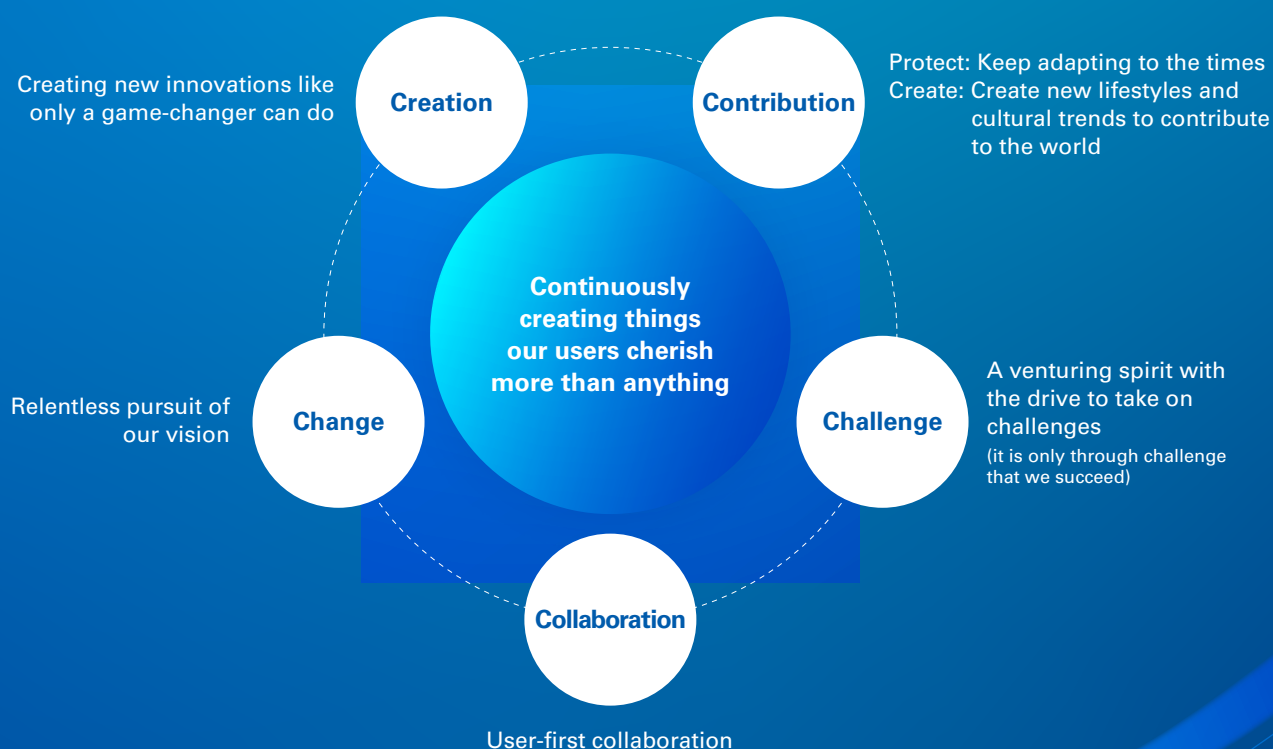 Creation
Creating new innovations like
only a game-changer can do
Contribution
Protect: Keep adapting to the times
Create: Create new lifestyles and
cultural trends to contribute
to the world
Continuously
creating things
our users cherish
more than anything
Change
Relentless pursuit of
our vision
Challenge
A venturing spirit with
the drive to take on
challenges
(it is only through challenge
that we succeed)
Collaboration
User-first collaboration